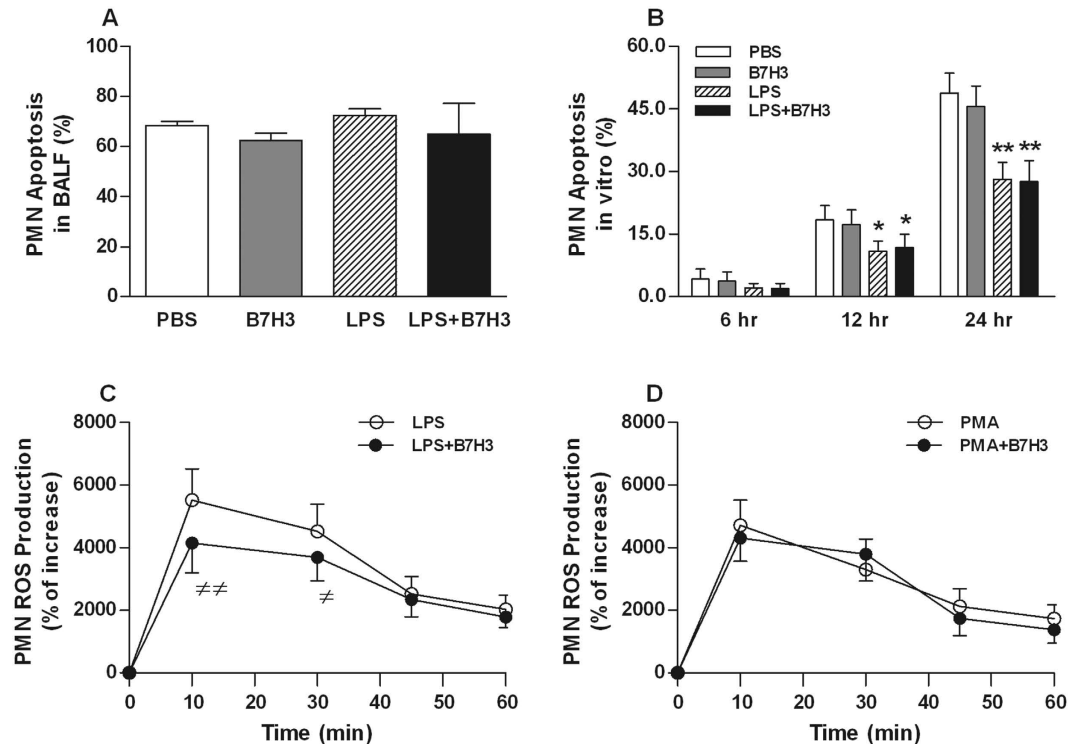 A
PMN Apoptosis
in BALF (%)
100
80
60
40
20
0
PBS B7H3 LPS LPS+B7H3
B
PMN Apoptosis
in vitro (%)
60.0
45.0
30.0
15.0
0.0
PBS
B7H3
LPS
LPS+B7H3
* *
** **
6 hr 12 hr 24 hr
C
PMN ROS Production
(% of increase)
8000
6000
4000
2000
0
LPS
LPS+B7H3
≠≠
≠
0 10 20 30 40 50 60
Time (min)
D
PMN ROS Production
(% of increase)
8000
6000
4000
2000
0
PMA
PMA+B7H3
0 10 20 30 40 50 60
Time (min)